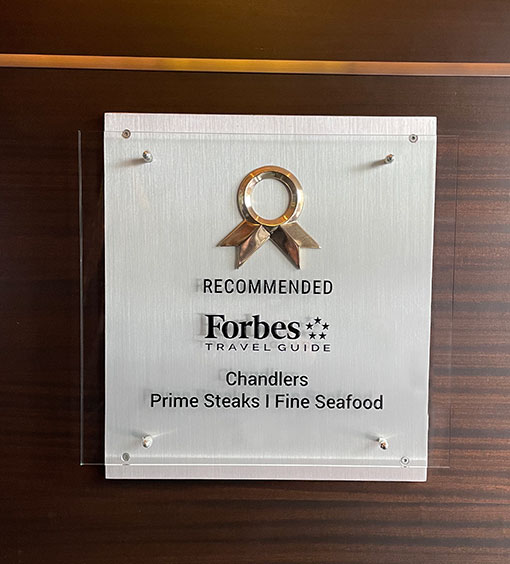 RECOMMENDED
Forbes
TRAVEL GUIDE
Chandlers
Prime Steaks | Fine Seafood